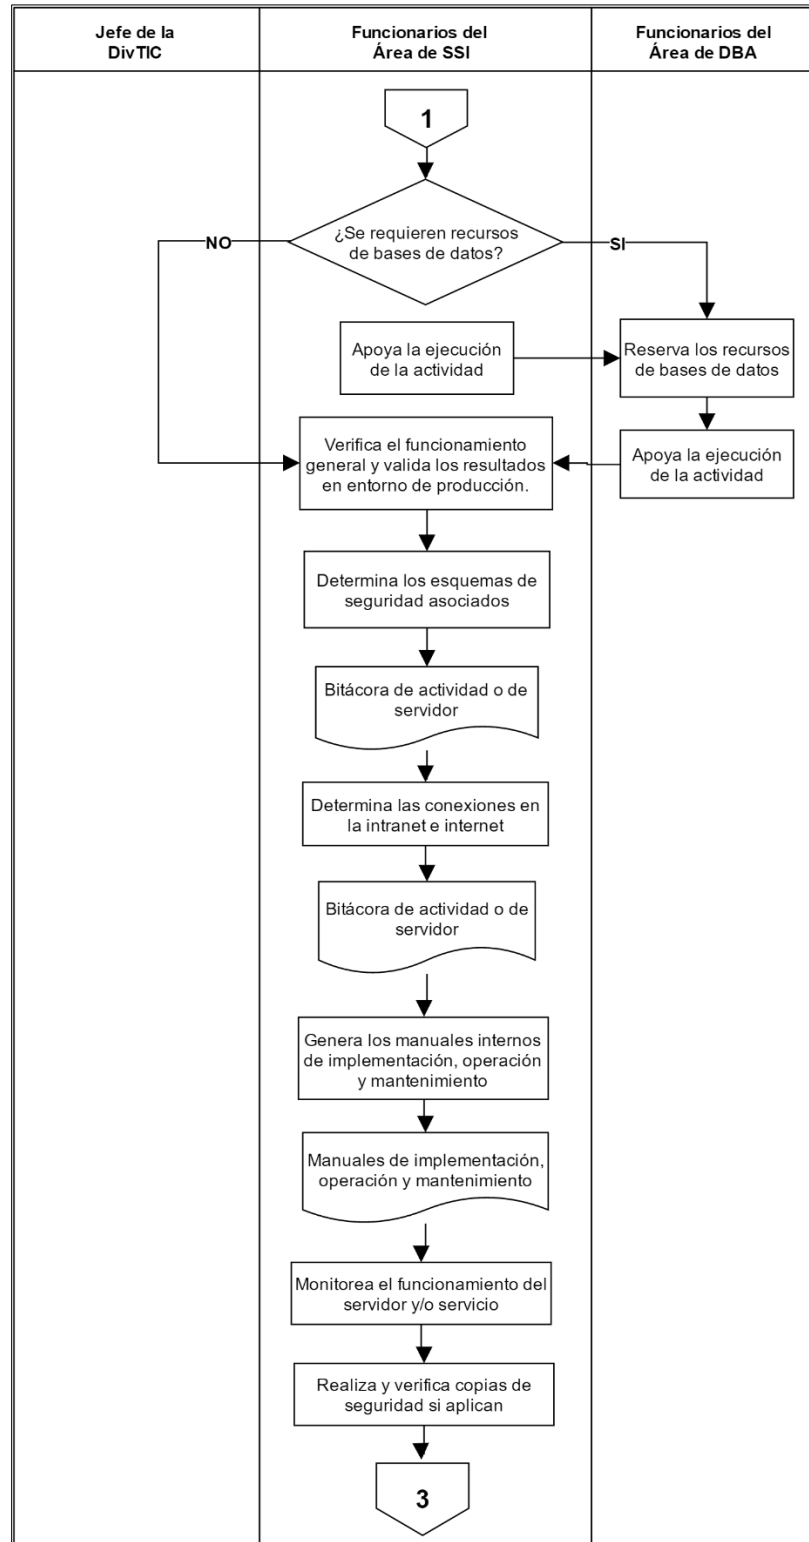 Jefe de la
DivTIC
Funcionarios del
Área de SSI
Funcionarios del
Área de DBA
1
¿Se requieren recursos
de bases de datos?
NO
SI
Apoya la ejecución
de la actividad
Reserva los recursos
de bases de datos
Verifica el funcionamiento
general y valida los resultados
en entorno de producción.
Apoya la ejecución
de la actividad
Determina los esquemas de
seguridad asociados
Bitácora de actividad o de
servidor
Determina las conexiones en
la intranet e internet
Bitácora de actividad o de
servidor
Genera los manuales internos
de implementación, operación
y mantenimiento
Manuales de implementación,
operación y mantenimiento
Monitorea el funcionamiento del
servidor y/o servicio
Realiza y verifica copias de
seguridad si aplican
3